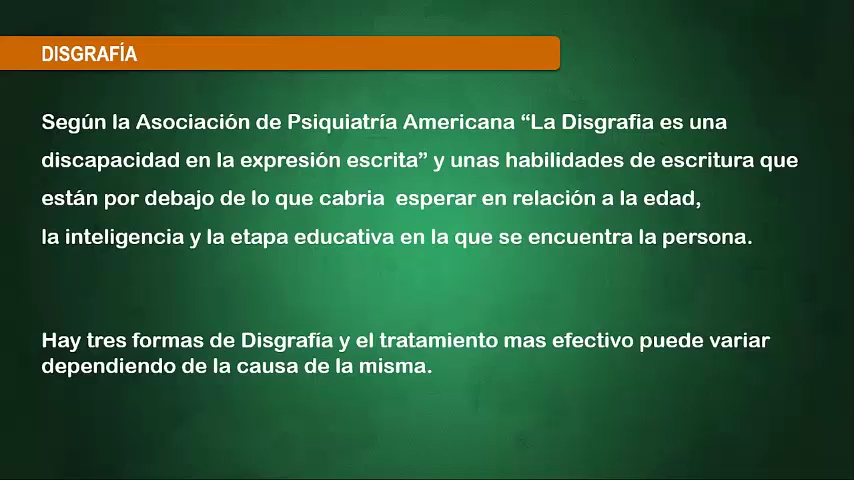 DISGRAFÍA
Según la Asociación de Psiquiatría Americana “La Disgrafia es una
discapacidad en la expresión escrita” y unas habilidades de escritura que
están por debajo de lo que cabria  esperar en relación a la edad,
la inteligencia y la etapa educativa en la que se encuentra la persona.
Hay tres formas de Disgrafía y el tratamiento mas efectivo puede variar
dependiendo de la causa de la misma.